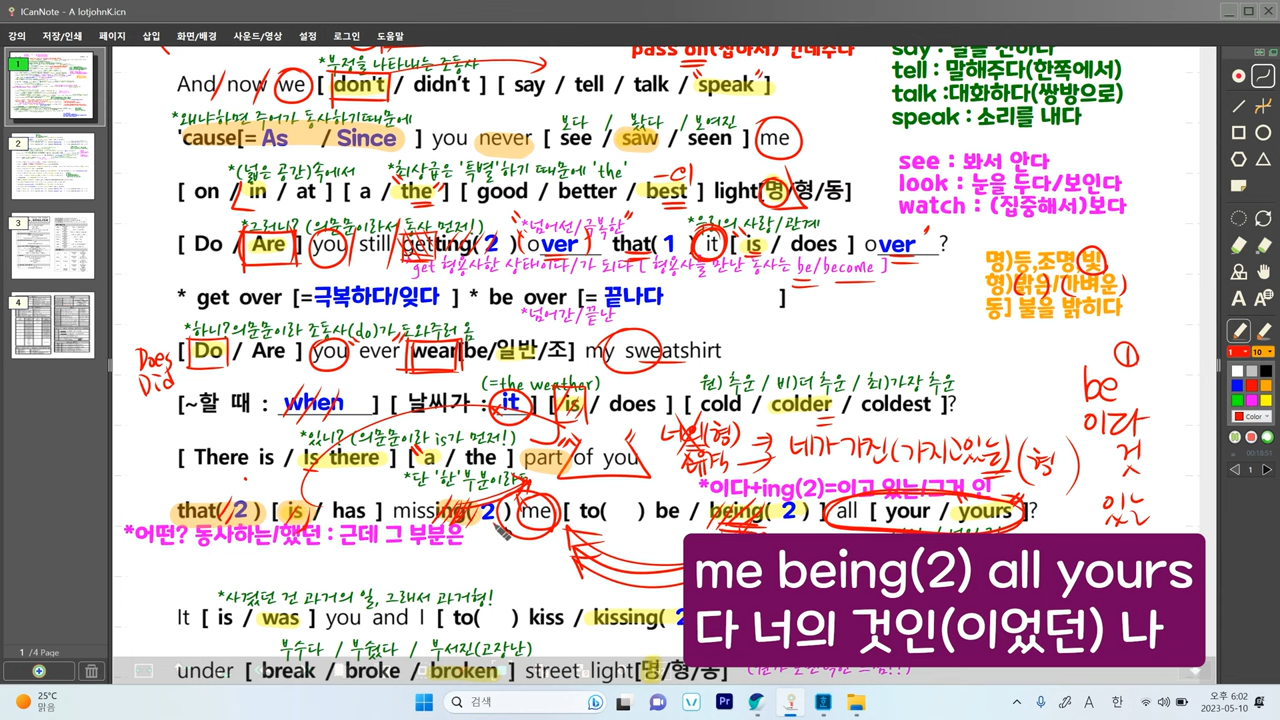 ICanNote - A lotjohnK.icn
강의 저장/인쇄 페이지 삽입 화면/배경 사운드/영상 설정 로그인 도움말
pass on(잡아서) 건네주다
say : 말을 전하다
*부정을 나타내는 조동사
tell : 말해주다(한쪽에서)
And now we [ don't / didn't ] [ say / tell / talk / speak ]
talk :대화하다(쌍방으로)
speak : 소리를 내다
*왜냐하면 주어가 동사하기때문에
보다 / 봤다 / 보여진
'cause[= As / Since ] you never [ see / saw / seen ] me
see : 봐서 안다
look : 눈을 두다/보인다
watch : (집중해서)보다
*(넓은 공간)속에서 *최상급은 '특별'하기 때문에 'the'
[ on / in / at ] [ a / the ] [ good / better / best ] light[명/형/동]
*그러니? (의문문이라서 동사 먼저!) *넘어선/극복한 *우리의 사랑/관계
[ Do / Are ] you still getting( 2 ) over that( 1 ) it [ is / does ] over ?
get 형용사한 상태이다/가 되다 [ 형용사를 만난 동사는 be/become ]
명)등,조명,빛
형)밝은/(가벼운)
동] 불을 밝히다
* get over [=극복하다/잊다 ] * be over [= 끝나다 ]
*넘어간/끝난
*하니?의문문이라 조동사(do)가 도와주러 옴
Does
Did
[ Do / Are ] you ever wear[be/일반/조] my sweatshirt
①
be
이다
것
있는
(=the weather) 원) 추운 / 비)더 추운 / 최)가장 추운
[~할 때 : when ] [ 날씨가 : it ] [ is / does ] [ cold / colder / coldest ]?
*있니? (의문문이라 is가 먼저!)
[ There is / Is there ] [ a / the ] part of you
네가 가진(가지고있는)(형)
*단 '한' 부분이라도
*이다+ing(2)=이고 있는/그거 인
that( 2 ) [ is / has ] missing( 2 ) me [ to( ) be / being( 2 ) ] all [ your / yours ]?
*어떤? 동사하는/했던 : 근데 그 부분은
me being(2) all yours
다 너의 것인(이었던) 나
*사겼던 건 과거의 일, 그래서 과거형!
It [ is / was ] you and I [ to( ) kiss / kissing( 2
부수다 / 부쉈다 / 부서진(고장난)
under [ break / broke / broken ] street light[명/형/동]
1 /4 Page
25°C
맑음
검색
오후 6:02
2023-05-10